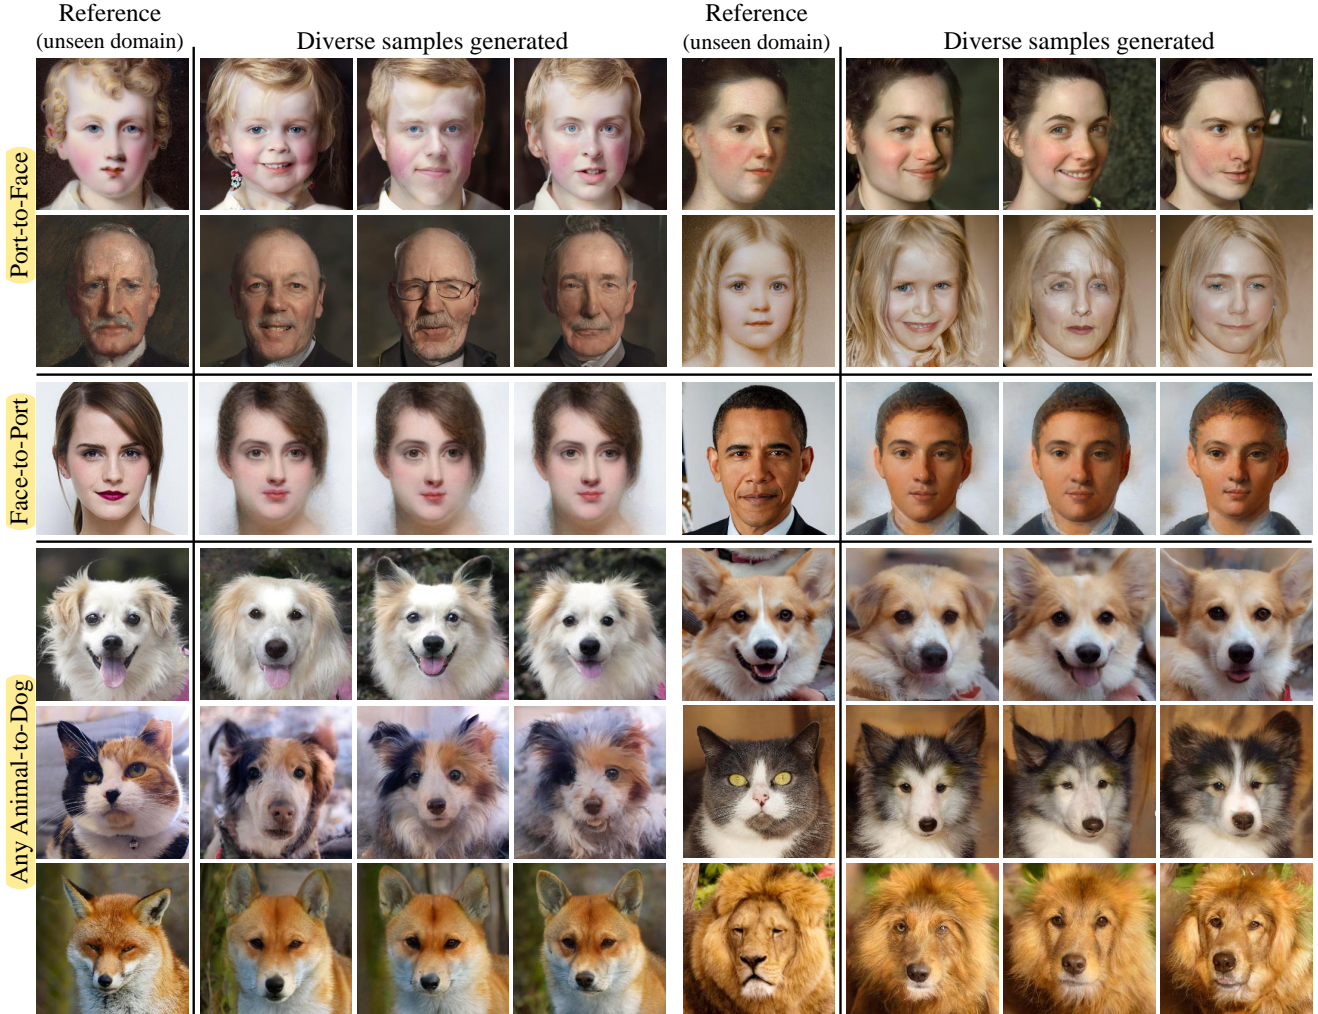 Reference
(unseen domain)
Diverse samples generated
Reference
(unseen domain)
Diverse samples generated
Port-to-Face
Face-to-Port
Any Animal-to-Dog